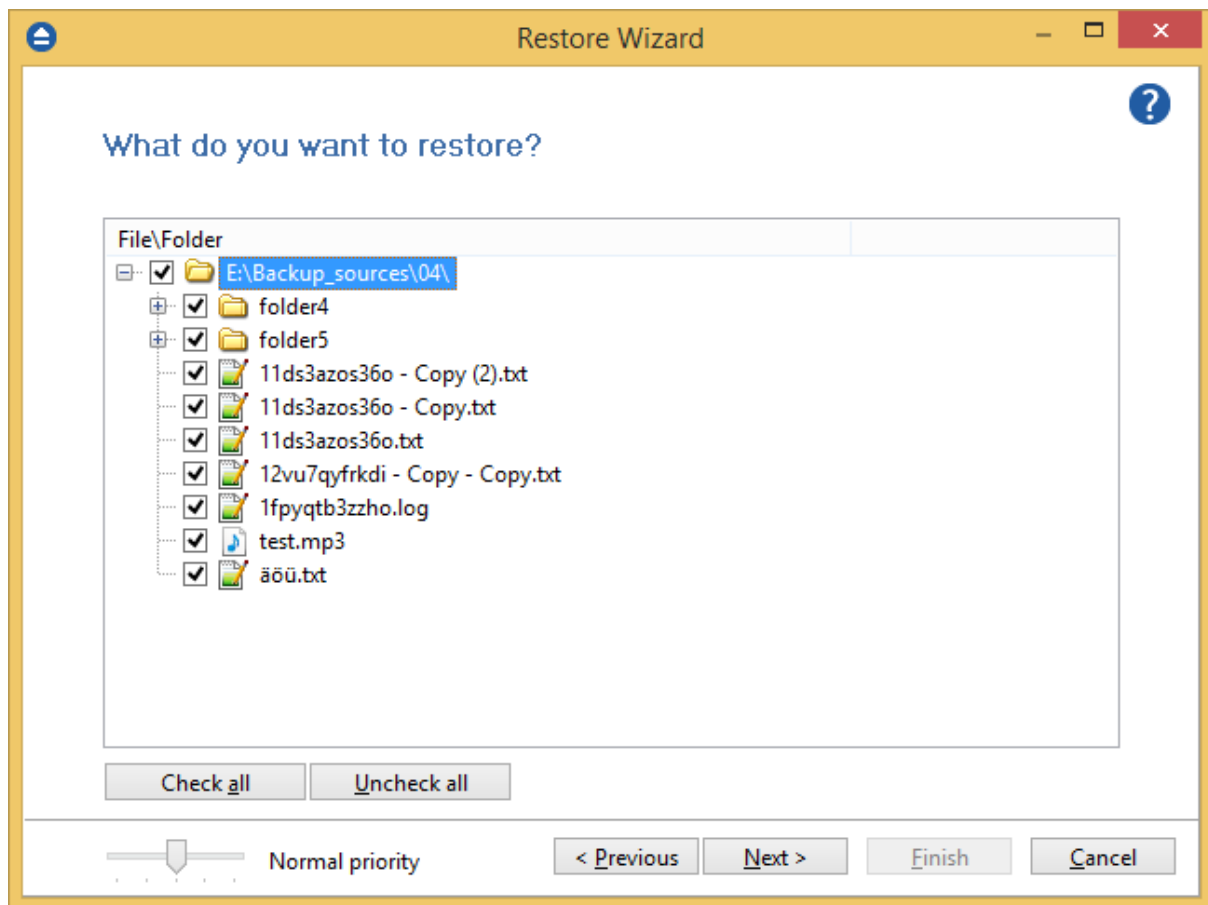 Restore Wizard
?
What do you want to restore?
File\Folder
E:\Backup_sources\04\
folder4
folder5
11ds3azos36o - Copy (2).txt
11ds3azos36o - Copy.txt
11ds3azos36o.txt
12vu7qyfrkdi - Copy - Copy.txt
1fpyqtb3zzho.log
test.mp3
äöü.txt
Check all Uncheck all
Normal priority < Previous Next > Finish Cancel